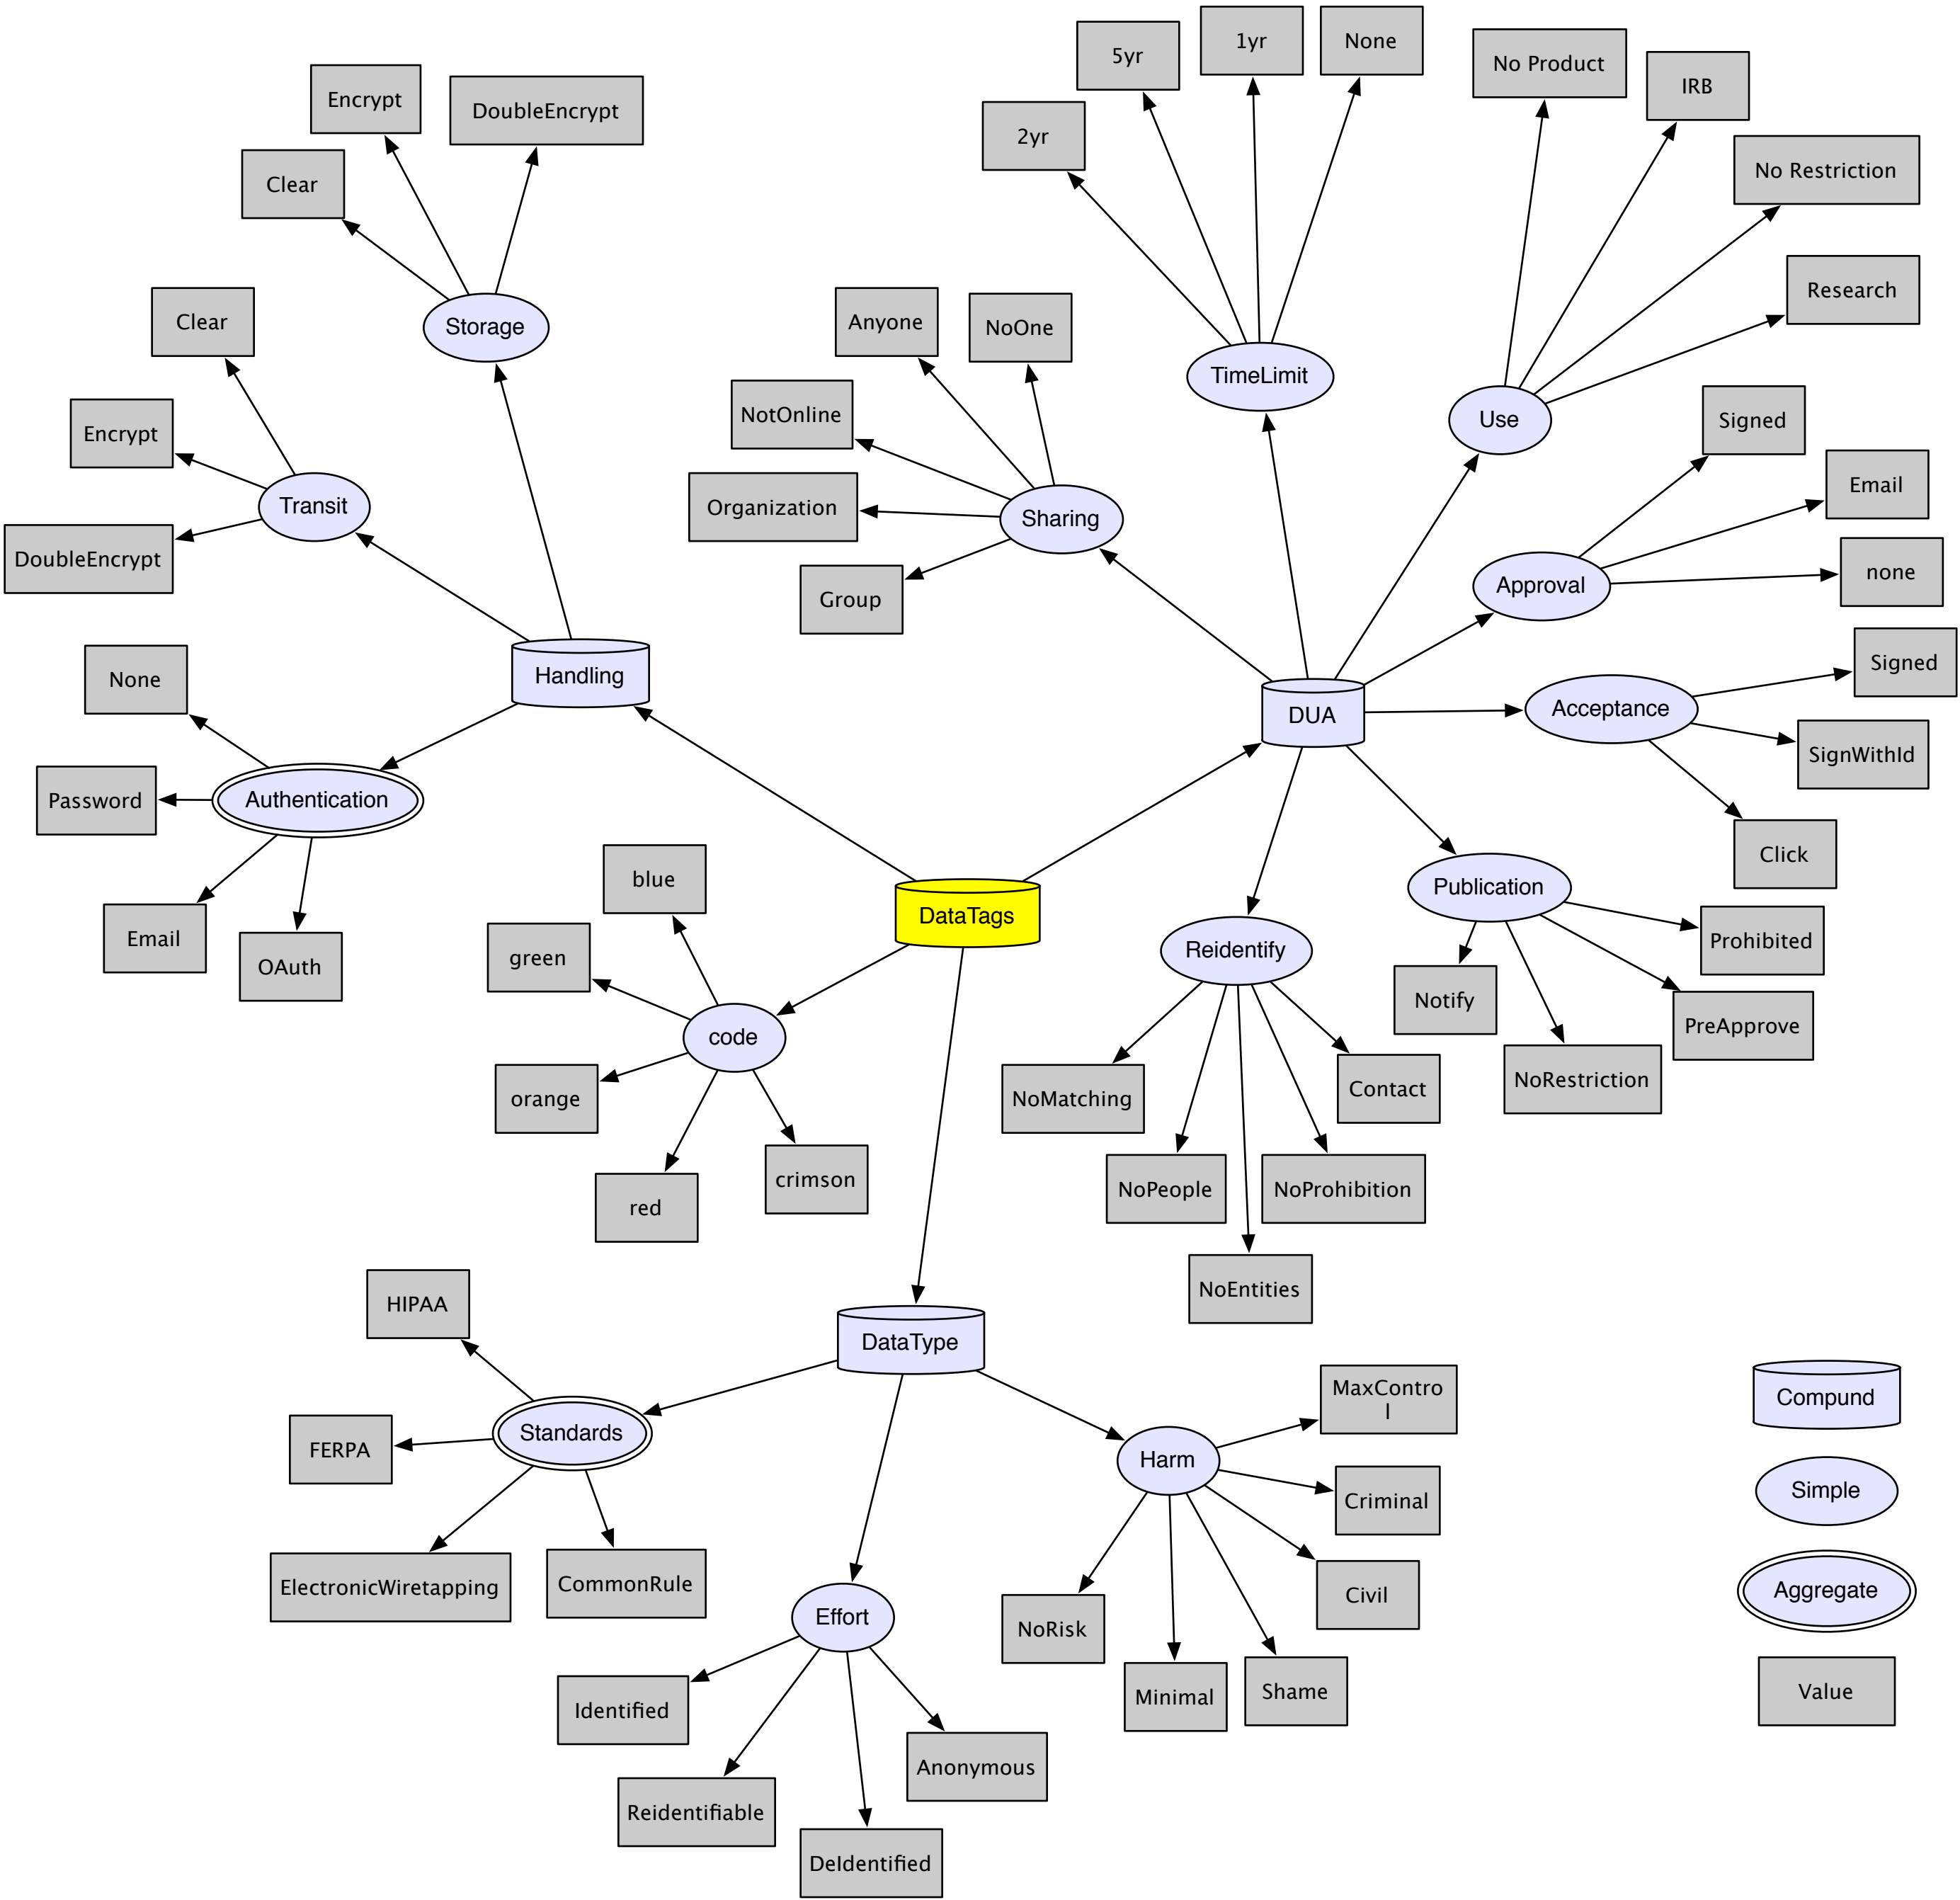 5yr
1yr
None
No Product
IRB
Encrypt
DoubleEncrypt
2yr
Clear
No Restriction
Research
Clear
Storage
Anyone
NoOne
TimeLimit
Use
Signed
Encrypt
NotOnline
Transit
Organization
Sharing
Email
DoubleEncrypt
Group
Approval
none
None
Handling
DUA
Acceptance
Signed
SignWithId
Password
Authentication
Click
blue
DataTags
Publication
Email
OAuth
green
Reidentify
Prohibited
Notify
PreApprove
code
orange
NoMatching
Contact
NoRestriction
red
crimson
NoPeople
NoProhibition
NoEntities
HIPAA
DataType
MaxContro
l
Compund
FERPA
Standards
Harm
Criminal
Simple
ElectronicWiretapping
CommonRule
Effort
NoRisk
Civil
Aggregate
Identified
Minimal
Shame
Value
Reidentifiable
Anonymous
DeIdentified